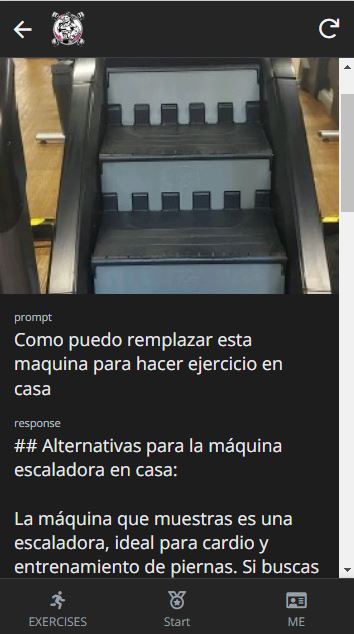 prompt
Como puedo remplazar esta
maquina para hacer ejercicio en
casa
response
## Alternativas para la máquina
escaladora en casa:
La máquina que muestras es una
escaladora, ideal para cardio y
entrenamiento de piernas. Si buscas
EXERCISES
Start
ME